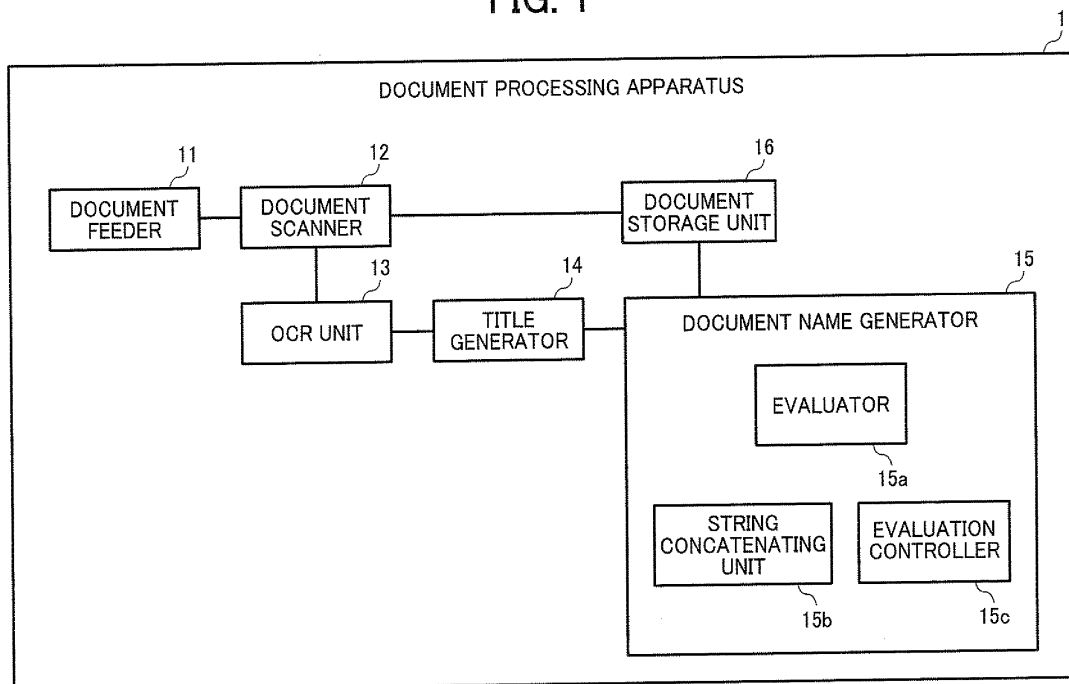 FIG. 1
1
DOCUMENT PROCESSING APPARATUS
11
12
16
DOCUMENT
FEEDER
DOCUMENT
SCANNER
DOCUMENT
STORAGE UNIT
13
14
15
OCR UNIT
TITLE
GENERATOR
DOCUMENT NAME GENERATOR
EVALUATOR
15a
STRING
CONCATENATING
UNIT
EVALUATION
CONTROLLER
15b
15c